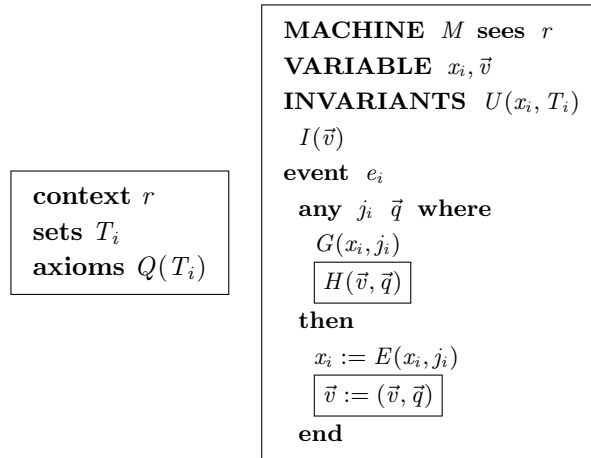 context r
sets T_i
axioms Q(T_i)
MACHINE M sees r
VARIABLE x_i, v⃗
INVARIANTS U(x_i, T_i)
I(v⃗)
event e_i
any j_i q⃗ where
G(x_i, j_i)
H(v⃗, q⃗)
then
x_i := E(x_i, j_i)
v⃗ := (v⃗, q⃗)
end